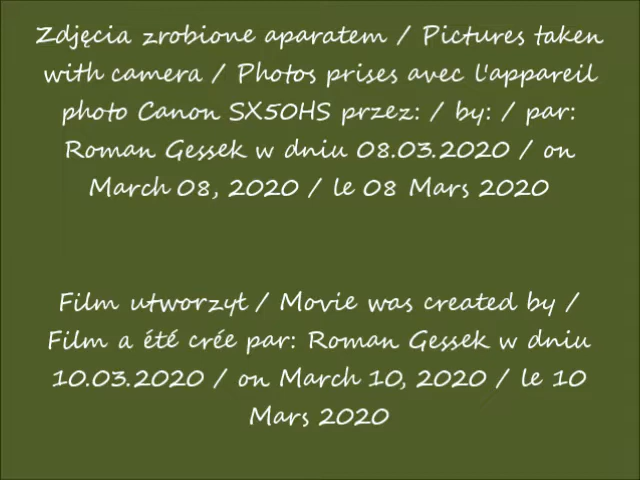 Zdjęcia zrobione aparatem / Pictures taken
with camera / Photos prises avec l'appareil
photo Canon SX50HS przez: / by: / par:
Roman Gessek w dniu 08.03.2020 / on
March 08, 2020 / le 08 Mars 2020
Film utworzył / Movie was created by /
Film a été crée par: Roman Gessek w dniu
10.03.2020 / on March 10, 2020 / le 10
Mars 2020